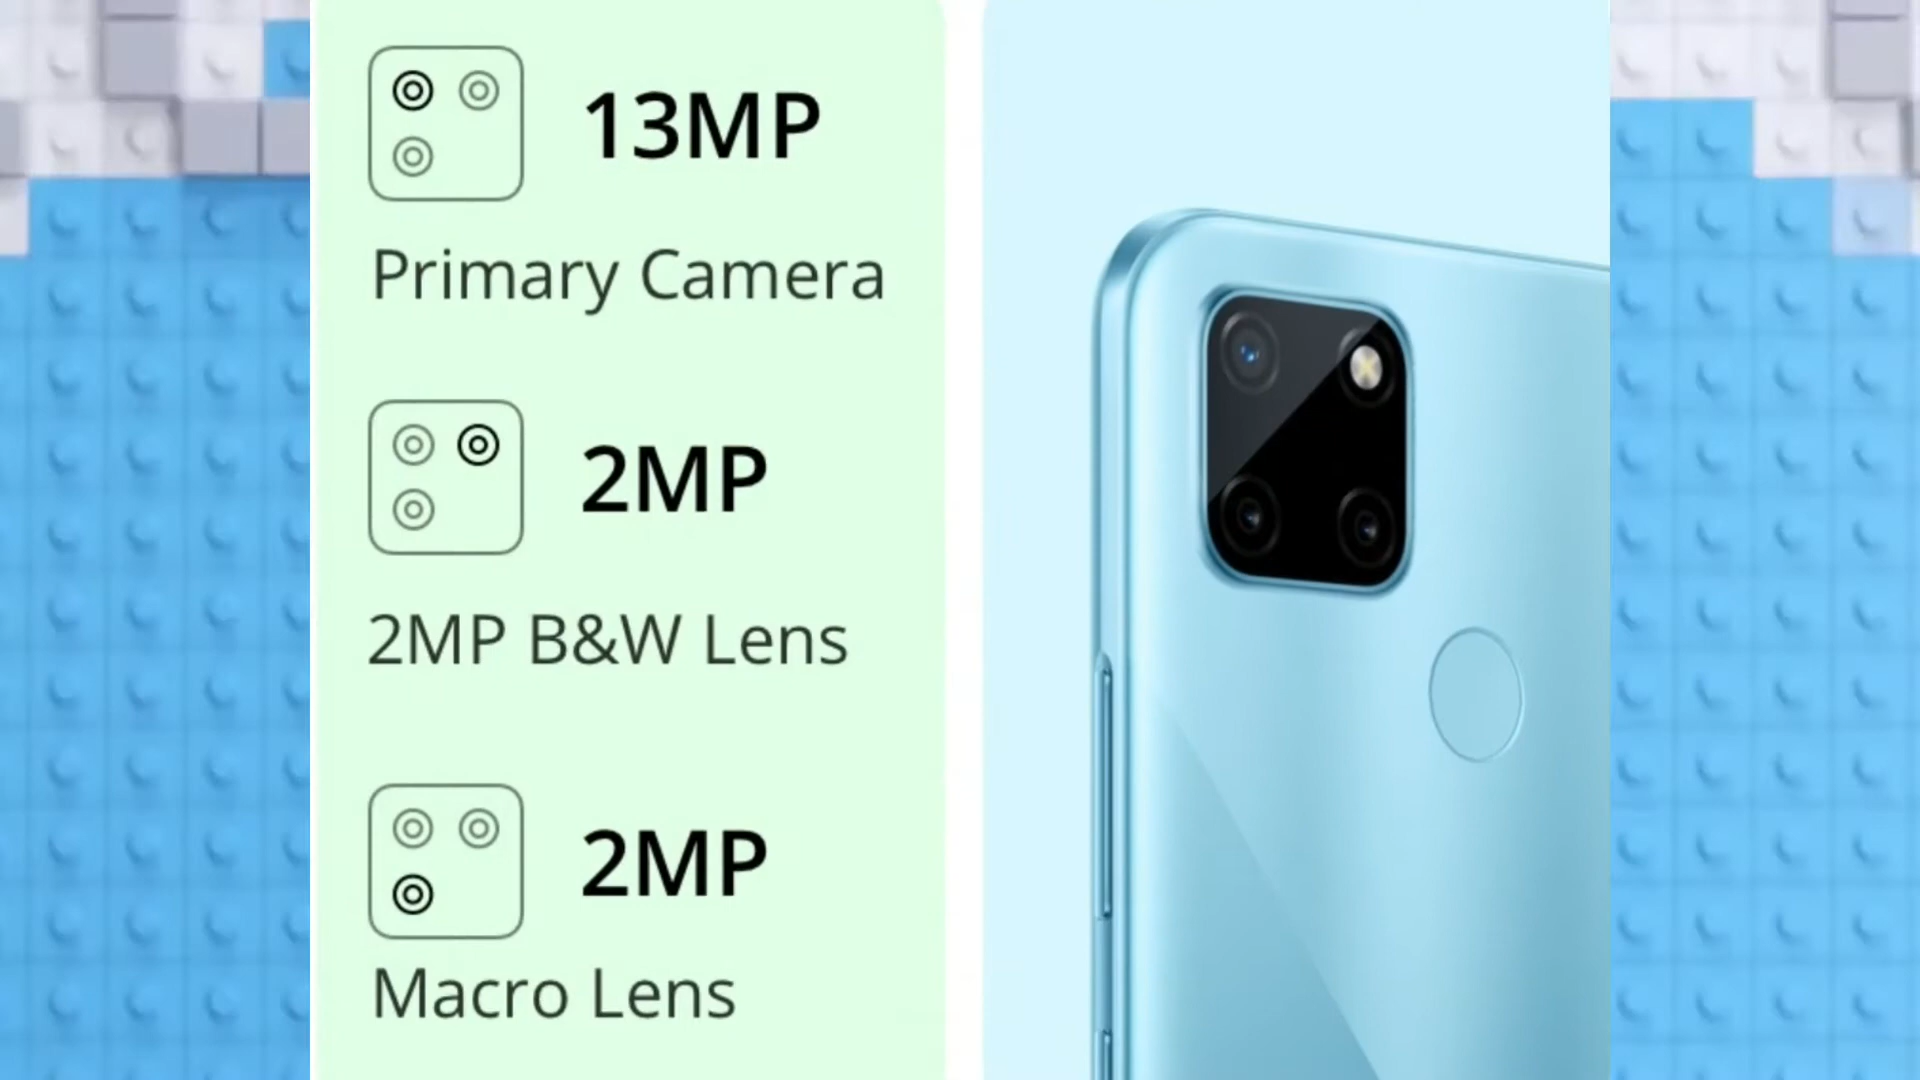 13MP
Primary Camera
2MP
2MP B&W Lens
2MP
Macro Lens